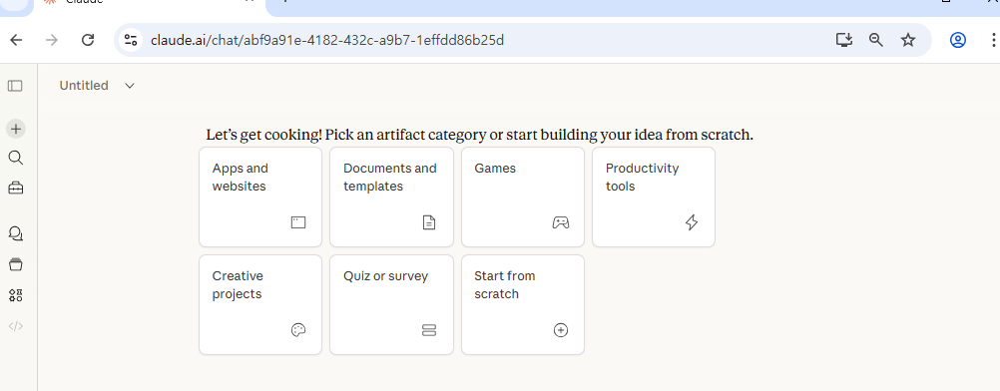 Claude
claude.ai/chat/abf9a91e-4182-432c-a9b7-1effdd86b25d
Untitled
Let's get cooking! Pick an artifact category or start building your idea from scratch.
Apps and
websites
Documents and
templates
Games
Productivity
tools
Creative
projects
Quiz or survey
Start from
scratch